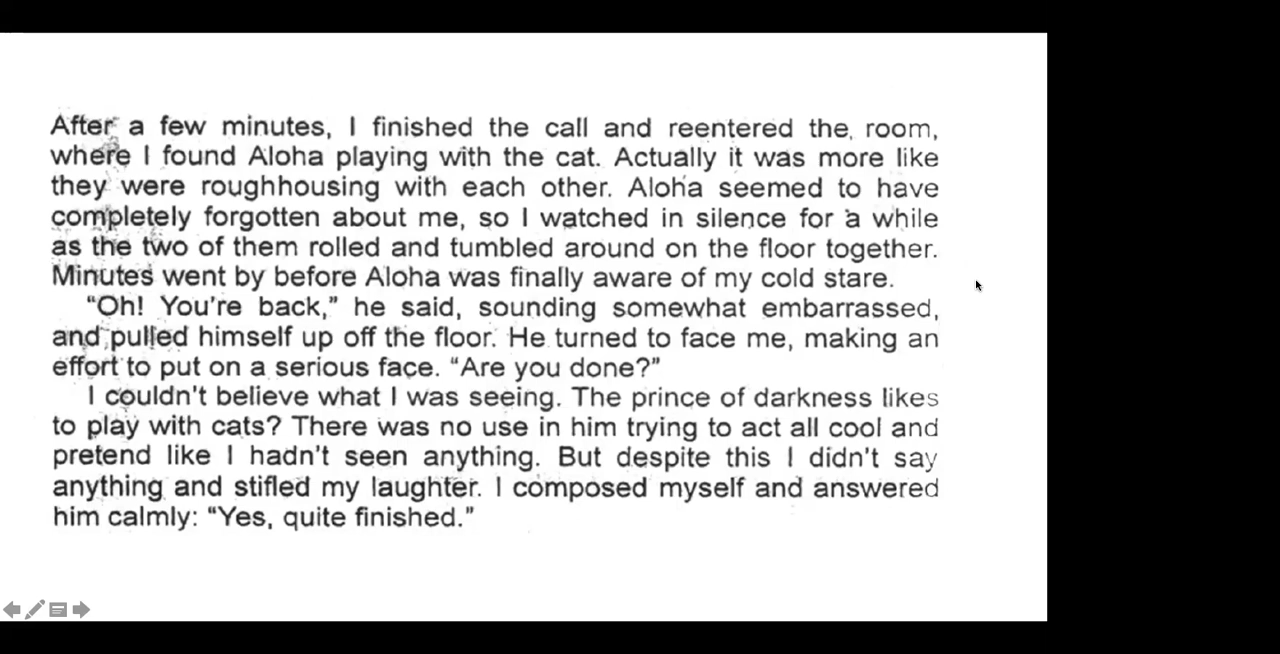 After a few minutes, I finished the call and reentered the room,
where I found Aloha playing with the cat. Actually it was more like
they were roughhousing with each other. Aloha seemed to have
completely forgotten about me, so I watched in silence for a while
as the two of them rolled and tumbled around on the floor together.
Minutes went by before Aloha was finally aware of my cold stare.
“Oh! You're back,” he said, sounding somewhat embarrassed,
and pulled himself up off the floor. He turned to face me, making an
effort to put on a serious face. “Are you done?”
I couldn't believe what I was seeing. The prince of darkness likes
to play with cats? There was no use in him trying to act all cool and
pretend like I hadn't seen anything. But despite this I didn't say
anything and stifled my laughter. I composed myself and answered
him calmly: “Yes, quite finished.”